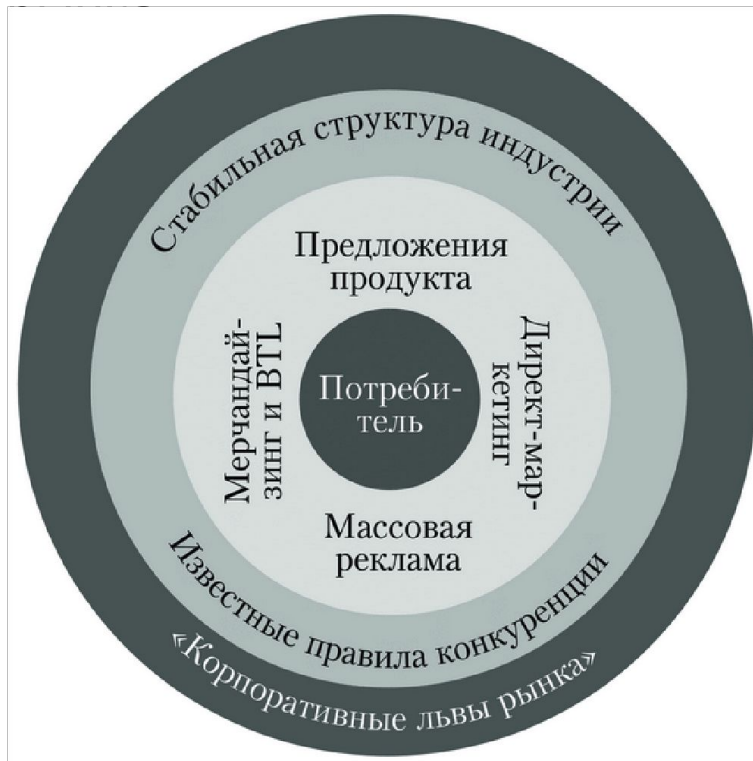 Стабильная структура индустрии
Предложения
продукта
Мерчандай-
зинг и BTL
Потреби-
тель
Директ-мар-
кетинг
Массовая
реклама
Известные правила конкуренции
«Корпоративные львы рынка»